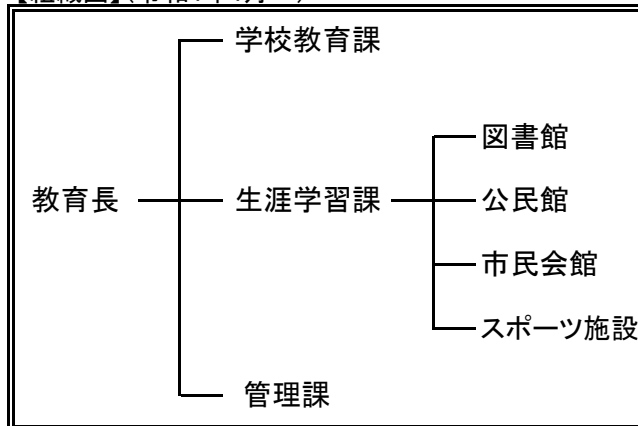 学校教育課
図書館
教育長
生涯学習課
公民館
市民会館
スポーツ施設
管理課